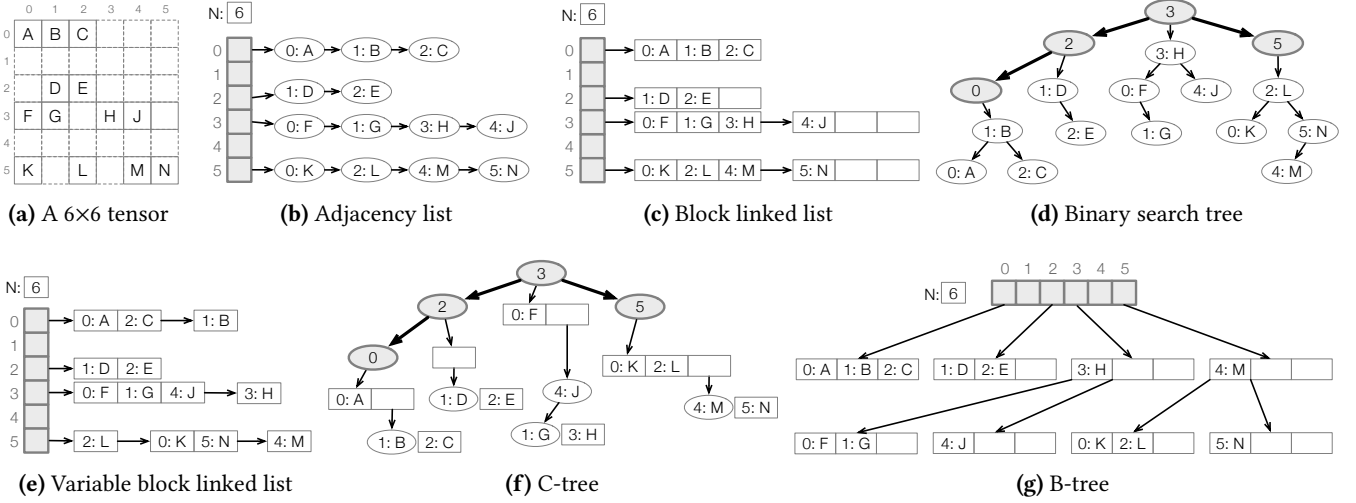 0 1 2 3 4 5
0 A B C
1
2 D E
3 F G H J
4
5 K L M N
(a) A 6×6 tensor
N: 6
0 0: A 1: B 2: C
1
2 1: D 2: E
3 0: F 1: G 3: H 4: J
4
5 0: K 2: L 4: M 5: N
(b) Adjacency list
N: 6
0 0: A 1: B 2: C
1
2 1: D 2: E
3 0: F 1: G 3: H 4: J
4
5 0: K 2: L 4: M 5: N
(c) Block linked list
3
2 3: H 5
0 1: D 0: F 4: J 2: L
1: B 2: E 1: G 0: K 5: N
0: A 2: C 4: M
(d) Binary search tree
N: 6
0 0: A 2: C 1: B
1
2 1: D 2: E
3 0: F 1: G 4: J 3: H
4
5 2: L 0: K 5: N 4: M
(e) Variable block linked list
3
2 0: F 5
0 0: K 2: L
0: A 1: D 2: E 4: J 4: M 5: N
1: B 2: C 1: G 3: H
(f) C-tree
0 1 2 3 4 5
N: 6
0: A 1: B 2: C 1: D 2: E 3: H 4: M
0: F 1: G 4: J 0: K 2: L 5: N
(g) B-tree